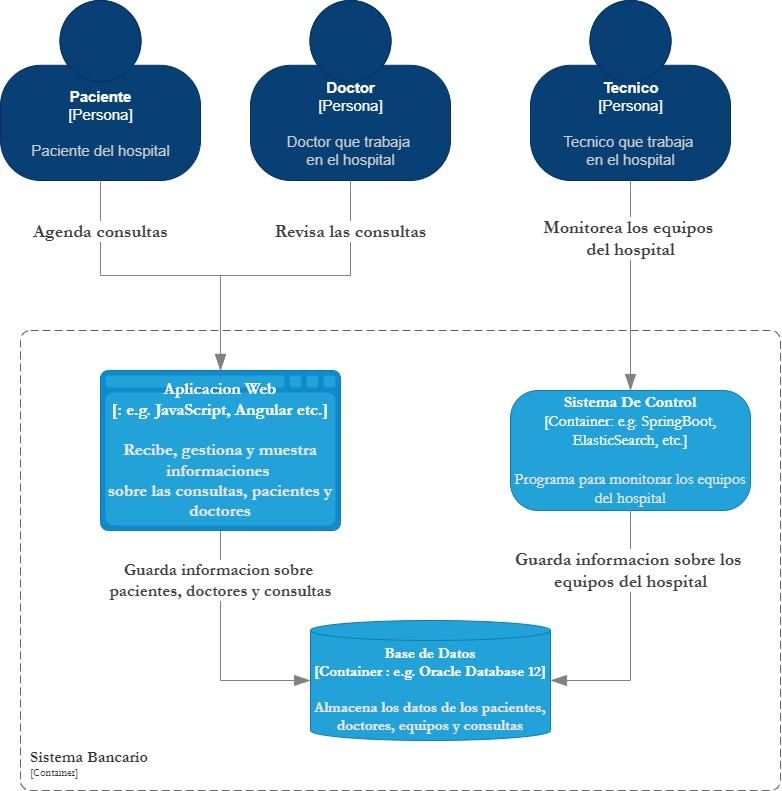 Paciente
[Persona]
Paciente del hospital
Doctor
[Persona]
Doctor que trabaja
en el hospital
Tecnico
[Persona]
Tecnico que trabaja
en el hospital
Agenda consultas
Revisa las consultas
Monitorea los equipos
del hospital
Aplicacion Web
[: e.g. JavaScript, Angular etc.]
Recibe, gestiona y muestra
informaciones
sobre las consultas, pacientes y
doctores
Sistema De Control
[Container: e.g. SpringBoot,
ElasticSearch, etc.]
Programa para monitorar los equipos
del hospital
Guarda informacion sobre
pacientes, doctores y consultas
Guarda informacion sobre los
equipos del hospital
Base de Datos
[Container : e.g. Oracle Database 12]
Almacena los datos de los pacientes,
doctores, equipos y consultas
Sistema Bancario
[Container]